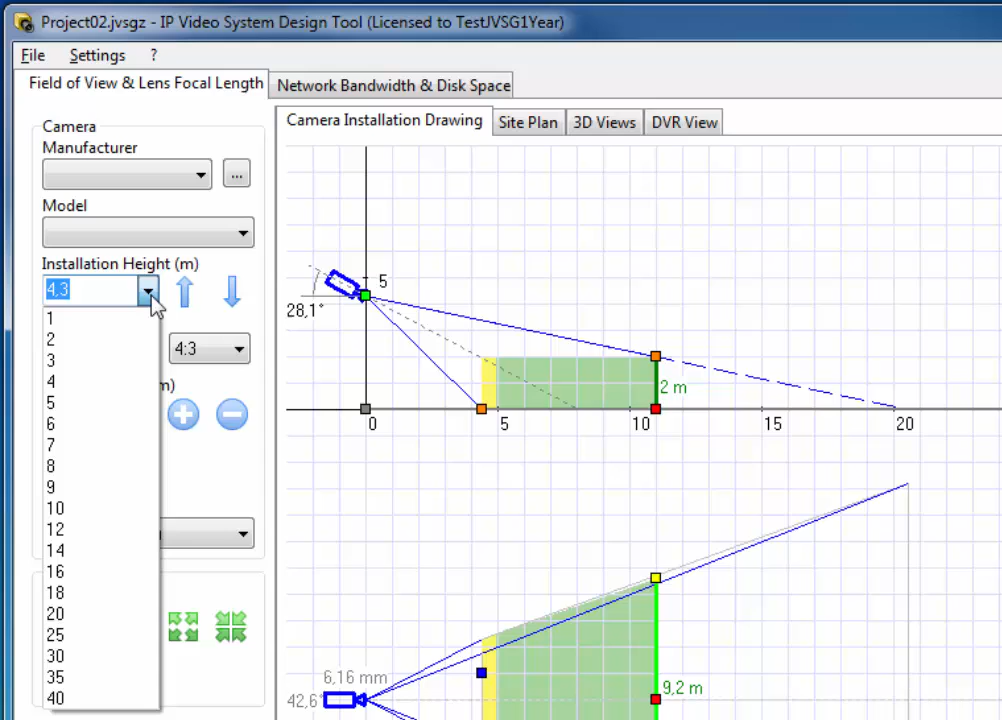 Project02.jvsgz - IP Video System Design Tool (Licensed to TestJVSG1Year)
File Settings ?
Field of View & Lens Focal Length Network Bandwidth & Disk Space
Camera
Manufacturer
...
Model
Installation Height (m)
4,3
1
2
3
4
5
6
7
8
9
10
12
14
16
18
20
25
30
35
40
4:3
m)
Camera Installation Drawing Site Plan 3D Views DVR View
5
28,1°
2 m
0 5 10 15 20
6,16 mm
42,6°
9,2 m